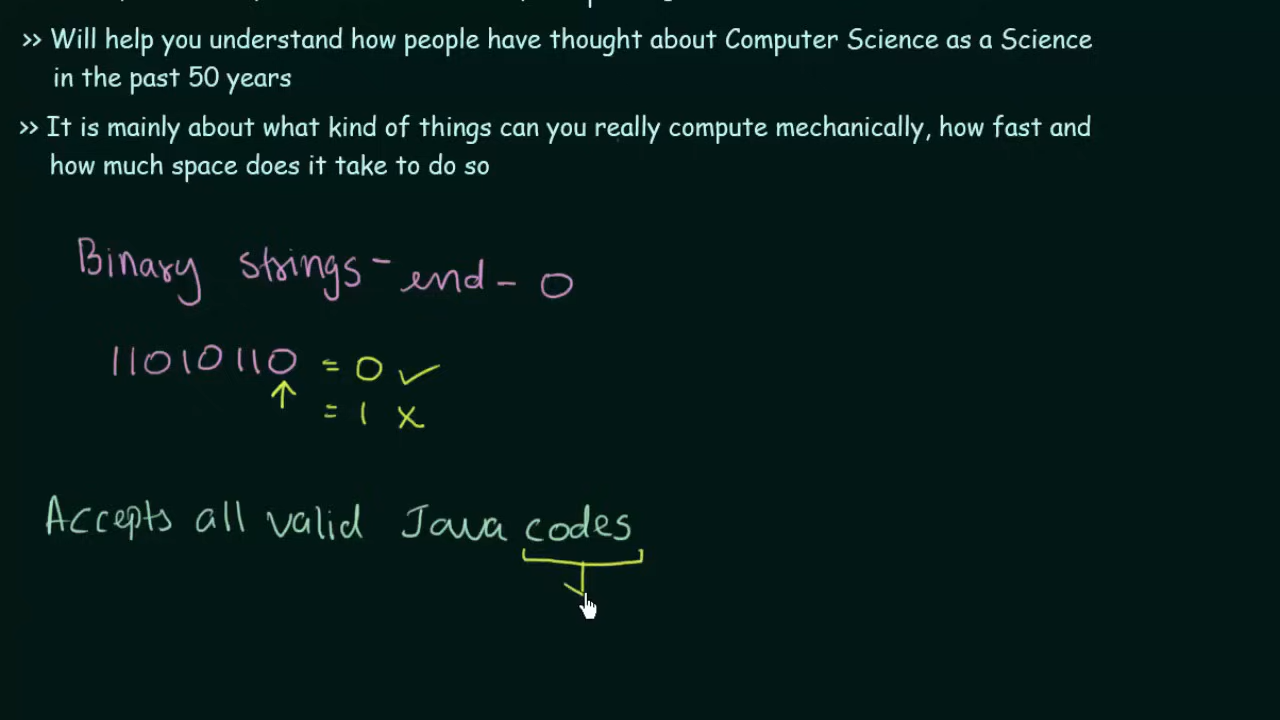 >> Will help you understand how people have thought about Computer Science as a Science
in the past 50 years
>> It is mainly about what kind of things can you really compute mechanically, how fast and
how much space does it take to do so
Binary strings - end - 0
11010110 = 0 ✓
↑ = 1 x
Accepts all valid Java codes